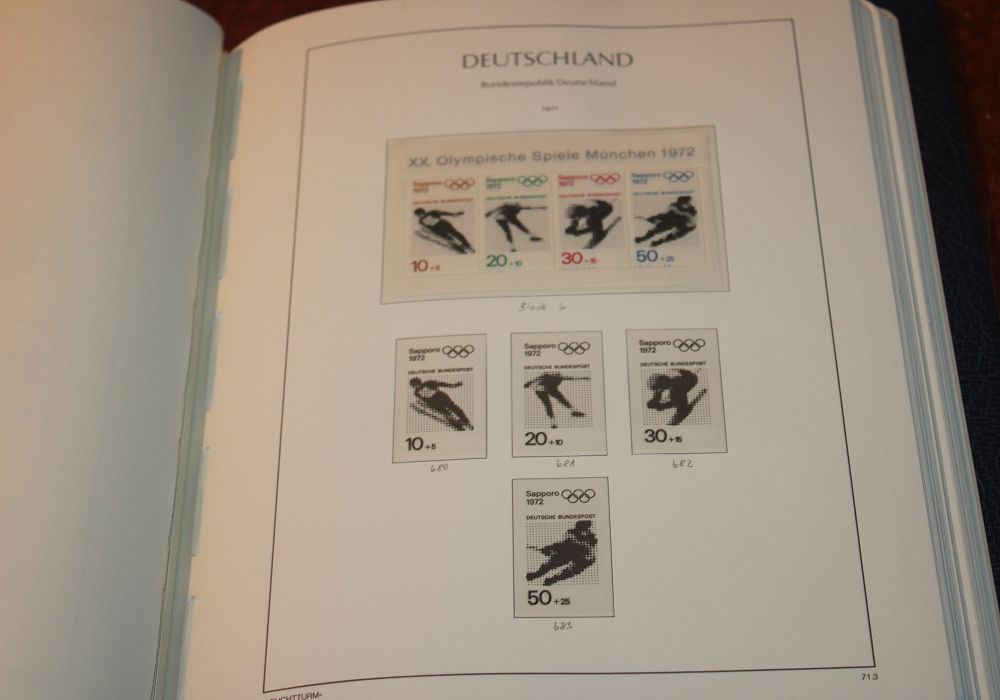 DEUTSCHLAND
Bundesrepublik Deutschland
1971
XX. Olympische Spiele München 1972
Sapporo 1972
DEUTSCHE BUNDESPOST
10+5
Sapporo 1972
DEUTSCHE BUNDESPOST
20+10
Sapporo 1972
DEUTSCHE BUNDESPOST
30+15
Sapporo 1972
DEUTSCHE BUNDESPOST
50+25
Block 6
Sapporo
1972
DEUTSCHE BUNDESPOST
10+5
680
Sapporo
1972
DEUTSCHE BUNDESPOST
20+10
681
Sapporo
1972
DEUTSCHE BUNDESPOST
30+15
682
Sapporo
1972
DEUTSCHE BUNDESPOST
50+25
683
EUCHTTURM
71.3